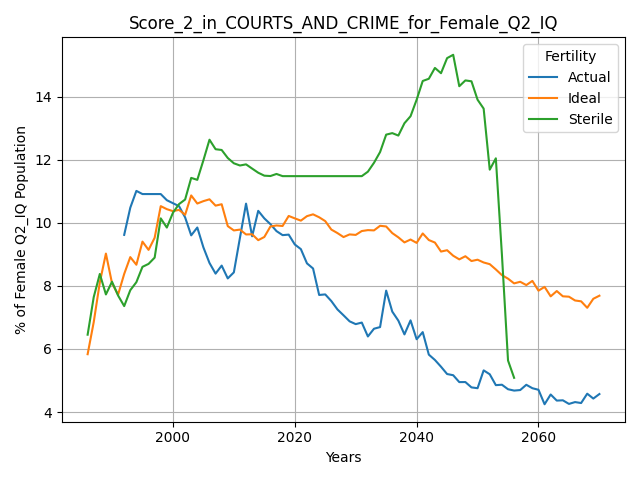 Score_2_in_COURTS_AND_CRIME_for_Female_Q2_IQ
Fertility
Actual
Ideal
Sterile
% of Female Q2_IQ Population
14
12
10
8
6
4
2000
2020
2040
2060
Years